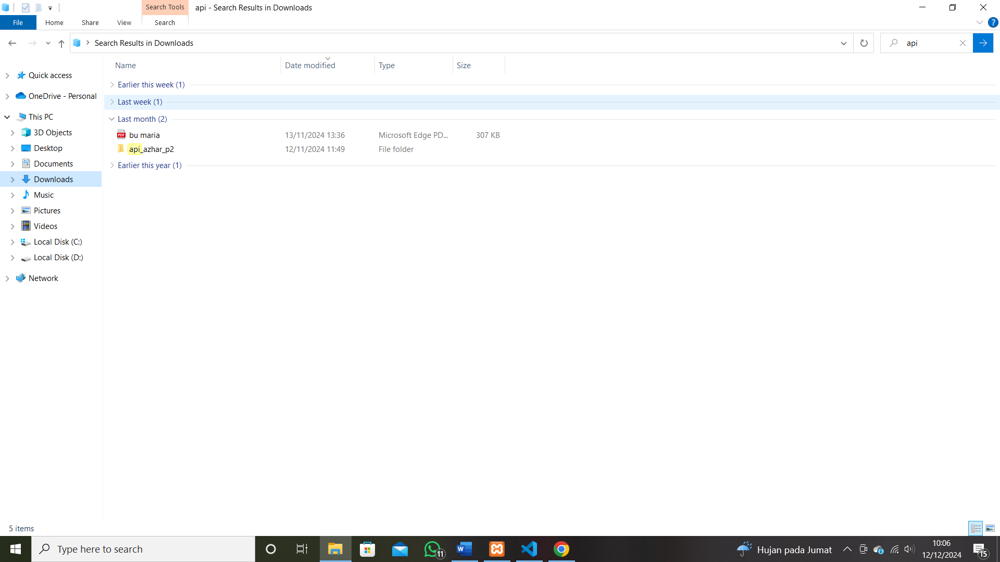 Search Tools
api - Search Results in Downloads
File
Home
Share
View
Search
?
Search Results in Downloads
api
Name
Date modified
Type
Size
Quick access
OneDrive - Personal
This PC
3D Objects
Desktop
Documents
Downloads
Music
Pictures
Videos
Local Disk (C:)
Local Disk (D:)
Network
Earlier this week (1)
Last week (1)
Last month (2)
PDF bu maria 13/11/2024 13:36 Microsoft Edge PD... 307 KB
api_azhar_p2 12/11/2024 11:49 File folder
Earlier this year (1)
5 items
Type here to search
11
W
Hujan pada Jumat
10:06
12/12/2024
15